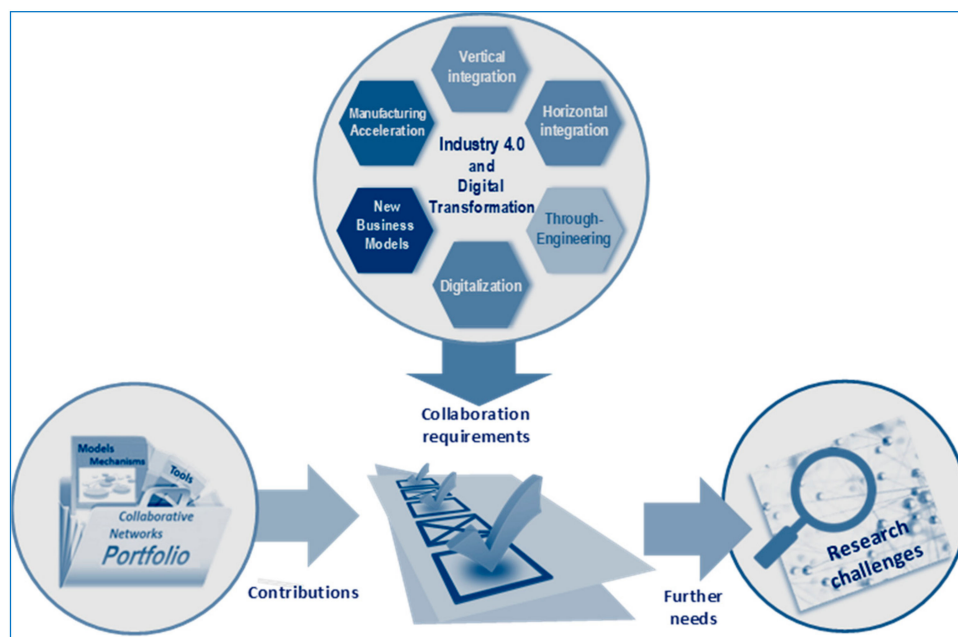 Vertical
integration
Manufacturing
Acceleration
Horizontal
integration
Industry 4.0
and
Digital
Transformation
New
Business
Models
Through-
Engineering
Digitalization
Collaboration
requirements
Models
Mechanisms
Tools
Collaborative
Networks
Portfolio
Contributions
Further
needs
Research
challenges